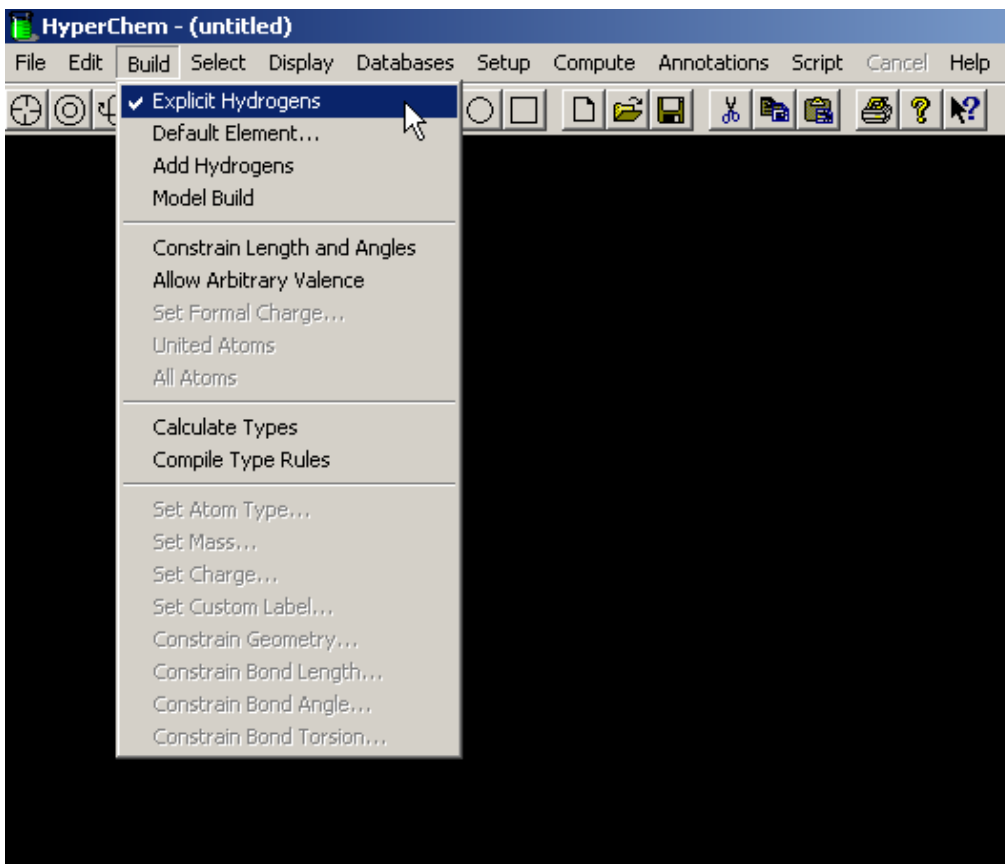 HyperChem - (untitled)
File Edit Build Select Display Databases Setup Compute Annotations Script Cancel Help
Explicit Hydrogens
Default Element...
Add Hydrogens
Model Build
Constrain Length and Angles
Allow Arbitrary Valence
Set Formal Charge...
United Atoms
All Atoms
Calculate Types
Compile Type Rules
Set Atom Type...
Set Mass...
Set Charge...
Set Custom Label...
Constrain Geometry...
Constrain Bond Length...
Constrain Bond Angle...
Constrain Bond Torsion...